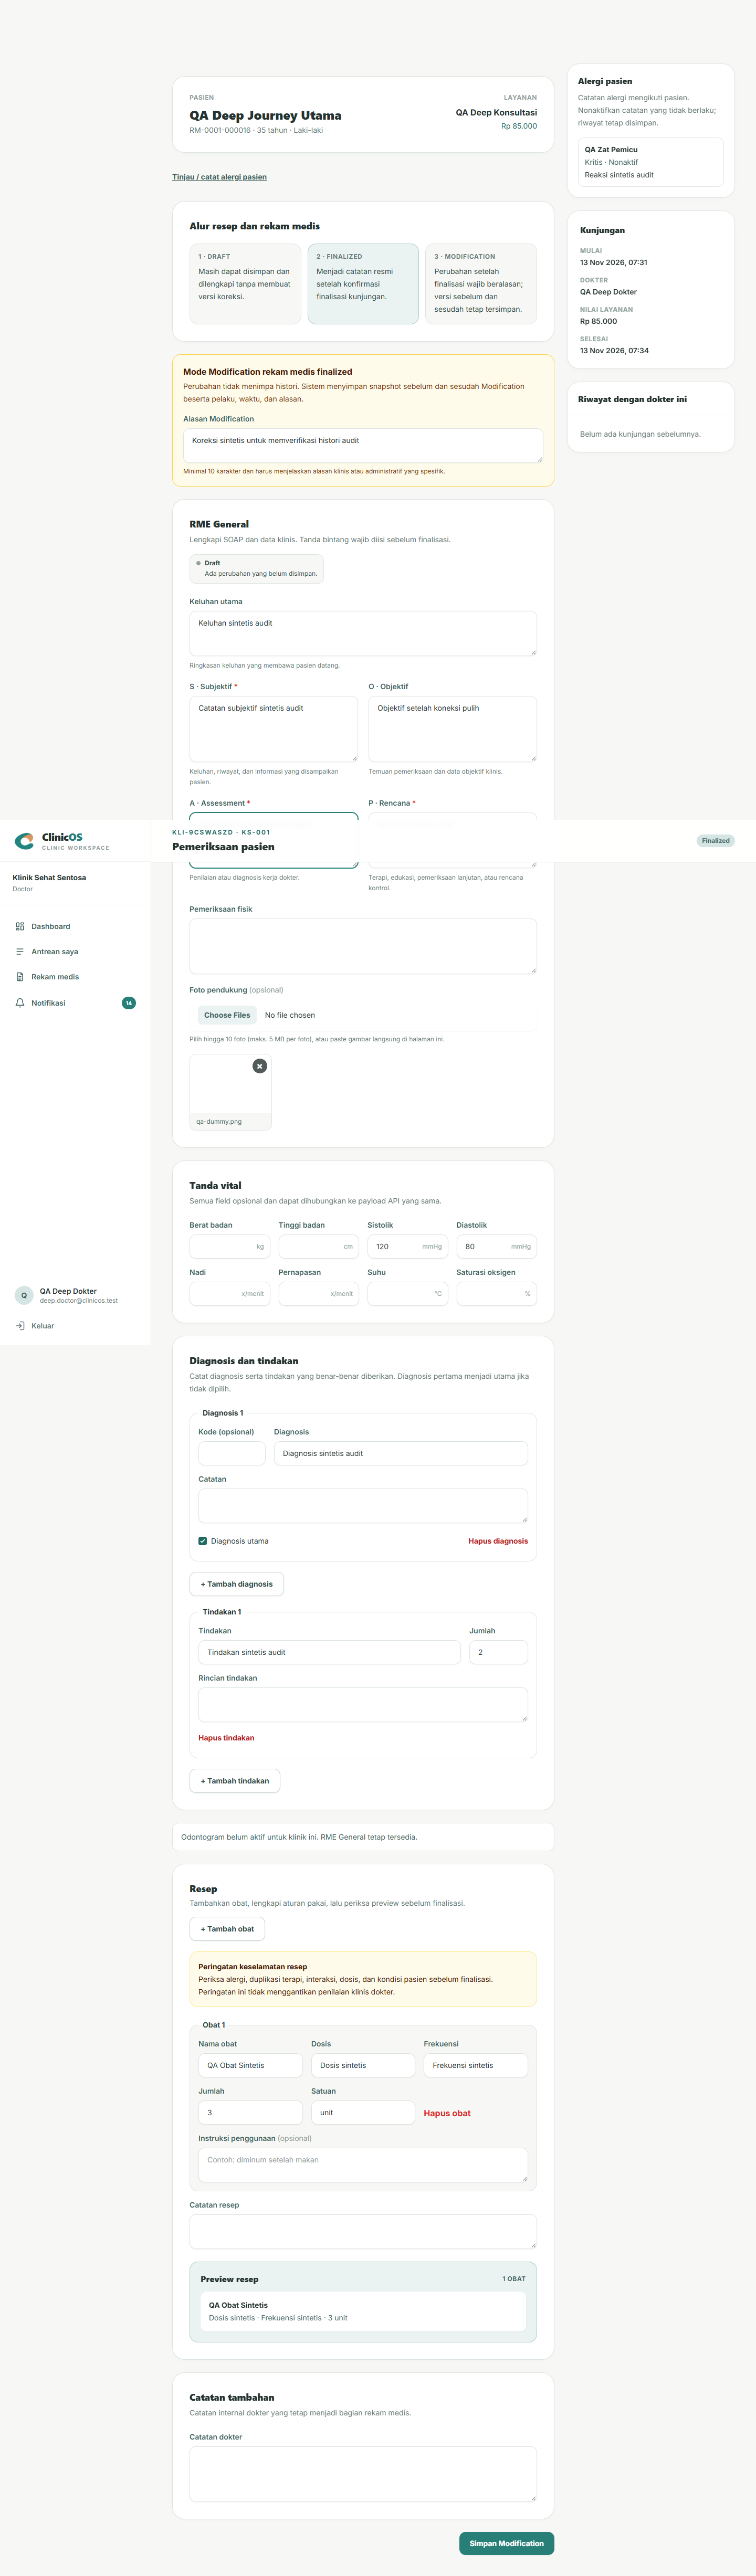 PASIEN
QA Deep Journey Utama
RM-0001-000016 · 35 tahun · Laki-laki
LAYANAN
QA Deep Konsultasi
Rp 85.000
Tinjau / catat alergi pasien
Alur resep dan rekam medis
1 · DRAFT
Masih dapat disimpan dan
dilengkapi tanpa membuat
versi koreksi.
2 · FINALIZED
Menjadi catatan resmi
setelah konfirmasi
finalisasi kunjungan.
3 · MODIFICATION
Perubahan setelah
finalisasi wajib beralasan;
versi sebelum dan
sesudah tetap tersimpan.
Mode Modification rekam medis finalized
Perubahan tidak menimpa histori. Sistem menyimpan snapshot sebelum dan sesudah Modification
beserta pelaku, waktu, dan alasan.
Alasan Modification
Koreksi sintetis untuk memverifikasi histori audit
Minimal 10 karakter dan harus menjelaskan alasan klinis atau administratif yang spesifik.
RME General
Lengkapi SOAP dan data klinis. Tanda bintang wajib diisi sebelum finalisasi.
Draft
Ada perubahan yang belum disimpan.
Keluhan utama
Keluhan sintetis audit
Ringkasan keluhan yang membawa pasien datang.
S · Subjektif *
Catatan subjektif sintetis audit
Keluhan, riwayat, dan informasi yang disampaikan
pasien.
O · Objektif
Objektif setelah koneksi pulih
Temuan pemeriksaan dan data objektif klinis.
A · Assessment *
P · Rencana *
Penilaian atau diagnosis kerja dokter.
Terapi, edukasi, pemeriksaan lanjutan, atau rencana
kontrol.
Pemeriksaan fisik
Foto pendukung (opsional)
Choose Files No file chosen
Pilih hingga 10 foto (maks. 5 MB per foto), atau paste gambar langsung di halaman ini.
qa-dummy.png
Tanda vital
Semua field opsional dan dapat dihubungkan ke payload API yang sama.
Berat badan
kg
Tinggi badan
cm
Sistolik
120 mmHg
Diastolik
80 mmHg
Nadi
x/menit
Pernapasan
x/menit
Suhu
°C
Saturasi oksigen
%
Diagnosis dan tindakan
Catat diagnosis serta tindakan yang benar-benar diberikan. Diagnosis pertama menjadi utama jika
tidak dipilih.
Diagnosis 1
Kode (opsional)
Diagnosis
Diagnosis sintetis audit
Catatan
Diagnosis utama
Hapus diagnosis
+ Tambah diagnosis
Tindakan 1
Tindakan
Tindakan sintetis audit
Jumlah
2
Rincian tindakan
Hapus tindakan
+ Tambah tindakan
Odontogram belum aktif untuk klinik ini. RME General tetap tersedia.
Resep
Tambahkan obat, lengkapi aturan pakai, lalu periksa preview sebelum finalisasi.
+ Tambah obat
Peringatan keselamatan resep
Periksa alergi, duplikasi terapi, interaksi, dosis, dan kondisi pasien sebelum finalisasi.
Peringatan ini tidak menggantikan penilaian klinis dokter.
Obat 1
Nama obat
QA Obat Sintetis
Dosis
Dosis sintetis
Frekuensi
Frekuensi sintetis
Jumlah
3
Satuan
unit
Hapus obat
Instruksi penggunaan (opsional)
Contoh: diminum setelah makan
Catatan resep
Preview resep
1 OBAT
QA Obat Sintetis
Dosis sintetis · Frekuensi sintetis · 3 unit
Catatan tambahan
Catatan internal dokter yang tetap menjadi bagian rekam medis.
Catatan dokter
Simpan Modification
Alergi pasien
Catatan alergi mengikuti pasien.
Nonaktifkan catatan yang tidak berlaku;
riwayat tetap disimpan.
QA Zat Pemicu
Kritis · Nonaktif
Reaksi sintetis audit
Kunjungan
MULAI
13 Nov 2026, 07:31
DOKTER
QA Deep Dokter
NILAI LAYANAN
Rp 85.000
SELESAI
13 Nov 2026, 07:34
Riwayat dengan dokter ini
Belum ada kunjungan sebelumnya.
ClinicOS
CLINIC WORKSPACE
KLI-9CSWASZD · KS-001
Pemeriksaan pasien
Finalized
Klinik Sehat Sentosa
Doctor
Dashboard
Antrean saya
Rekam medis
Notifikasi 14
Q
QA Deep Dokter
deep.doctor@clinicos.test
Keluar